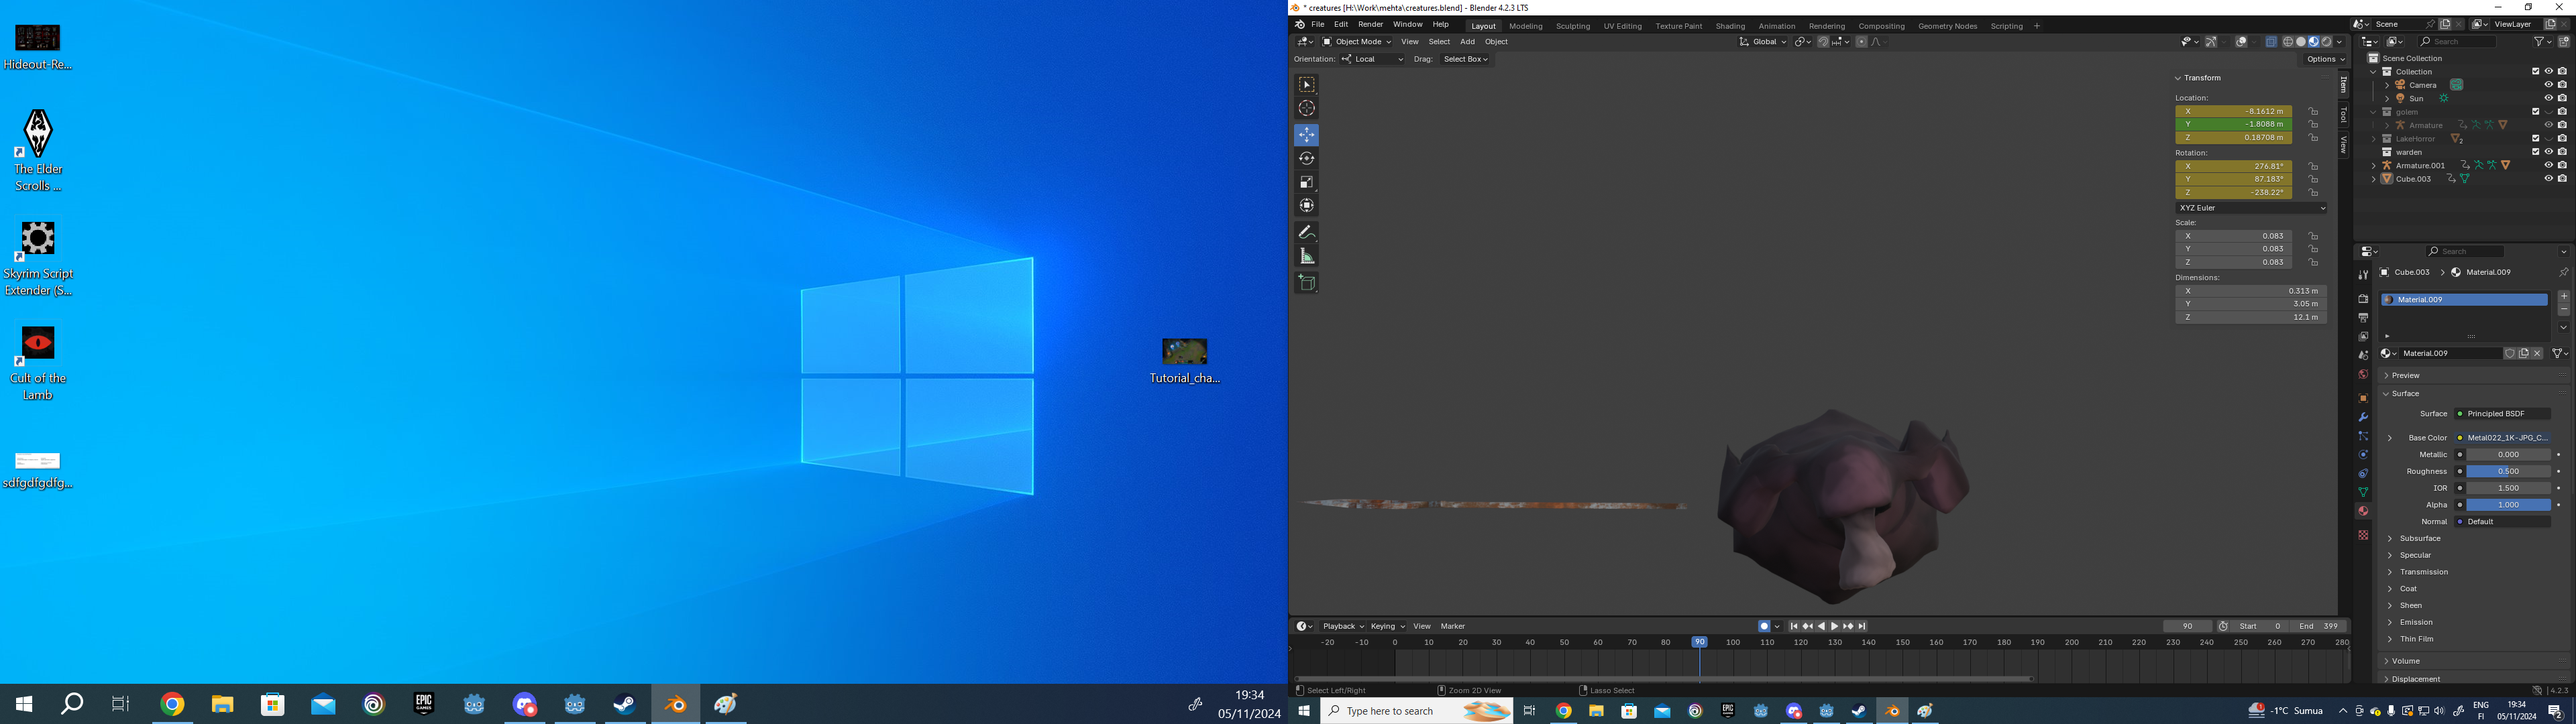 Hideout-Re...
The Elder
Scrolls ...
Skyrim Script
Extender (S...
Cult of the
Lamb
sdfgdfgdfg...
Tutorial_cha...
19:34
05/11/2024
* creatures [H:\Work\mehta\creatures.blend] - Blender 4.2.3 LTS
File Edit Render Window Help Layout Modeling Sculpting UV Editing Texture Paint Shading Animation Rendering Compositing Geometry Nodes Scripting + Scene ViewLayer
Object Mode View Select Add Object Global Search
Orientation: Local Drag: Select Box Options
Transform
Location:
X -8.1612 m
Y -1.8088 m
Z 0.18708 m
Rotation:
X 276.81°
Y 87.183°
Z -238.22°
XYZ Euler
Scale:
X 0.083
Y 0.083
Z 0.083
Dimensions:
X 0.313 m
Y 3.05 m
Z 12.1 m
Item
Tool
View
Scene Collection
Collection
Camera
Sun
golem
Armature
LakeHorror 2
warden
Armature.001
Cube.003
Search
Cube.003 > Material.009
Material.009
Material.009
Preview
Surface
Surface Principled BSDF
Base Color Metal022_1K-JPG_C...
Metallic 0.000
Roughness 0.500
IOR 1.500
Alpha 1.000
Normal Default
Subsurface
Specular
Transmission
Coat
Sheen
Emission
Thin Film
Volume
Displacement
Playback Keying View Marker 90 Start 0 End 399
-20 -10 0 10 20 30 40 50 60 70 80 90 100 110 120 130 140 150 160 170 180 190 200 210 220 230 240 250 260 270 280
Select Left/Right Zoom 2D View Lasso Select 4.2.3
Type here to search
EPIC GAMES
-1°C Sumua
ENG
FI
19:34
05/11/2024